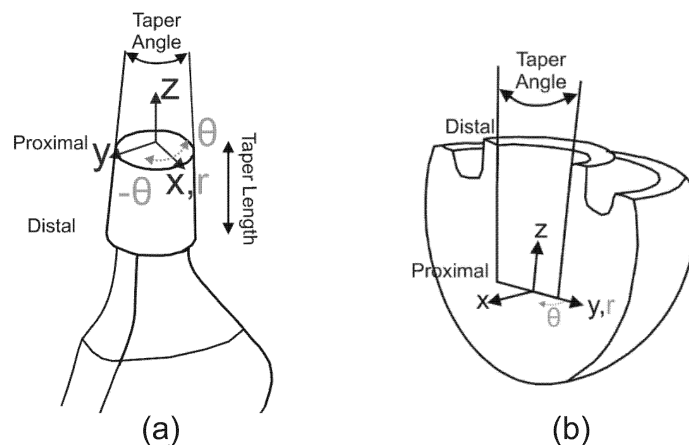 Taper
Angle
z
Proximal
θ
y
-θ
x,r
Taper Length
Distal
(a)
Taper
Angle
Distal
z
Proximal
x
θ
y,r
(b)